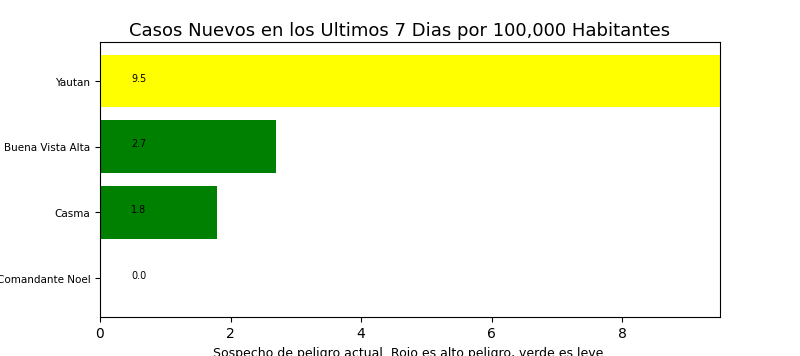 Casos Nuevos en los Ultimos 7 Dias por 100,000 Habitantes
Yautan 9.5
Buena Vista Alta 2.7
Casma 1.8
Comandante Noel 0.0
0 2 4 6 8
Sospecho de peligro actual. Rojo es alto peligro, verde es leve